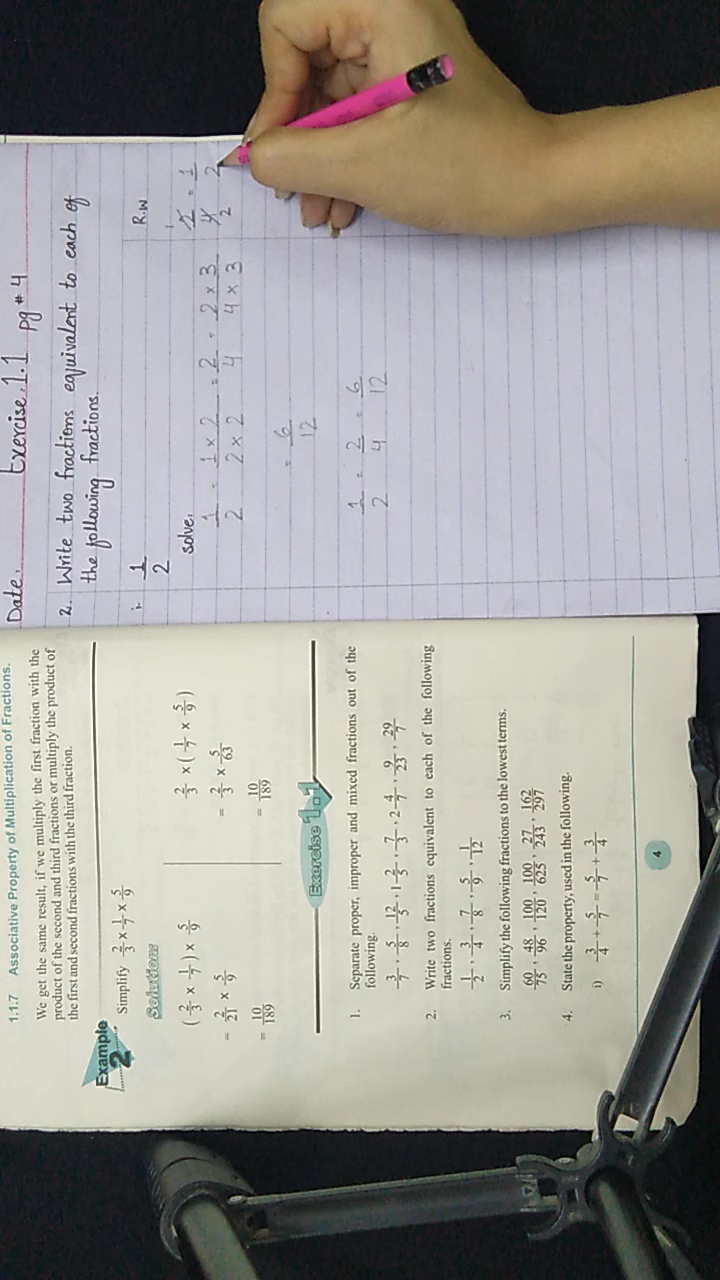 Date. Exercise 1.1 pg # 4
2. Write two fractions equivalent to each of
the following fractions.
i. 1/2
solve.
1/2 = 1 × 2/2 × 2 = 2/4 = 2 × 3/4 × 3
= 6/12
1/2 = 2/4 = 6/12
R.W
2/4 = 1/2
1
2
1.1.7 Associative Property of Multiplication of Fractions.
We get the same result, if we multiply the first fraction with the
product of the second and third fractions or multiply the product of
the first and second fractions with the third fraction.
Example 2
Simplify 2/3 × 1/7 × 5/9
Solution:
(2/3 × 1/7) × 5/9
= 2/21 × 5/9
= 10/189
2/3 × (1/7 × 5/9)
= 2/3 × 5/63
= 10/189
Exercise 1.1
1. Separate proper, improper and mixed fractions out of the
following.
3/7 , 5/8 , 12/5 , 1 2/5 , 7/3 , 2 4/7 , 9/23 , 29/7
2. Write two fractions equivalent to each of the following
fractions.
1/2 , 3/4 , 7/8 , 5/9 , 1/12
3. Simplify the following fractions to the lowest terms.
60/75 , 48/96 , 100/120 , 100/625 , 27/243 , 162/297
4. State the property, used in the following.
i) 3/4 + 5/7 = 5/7 + 3/4
4